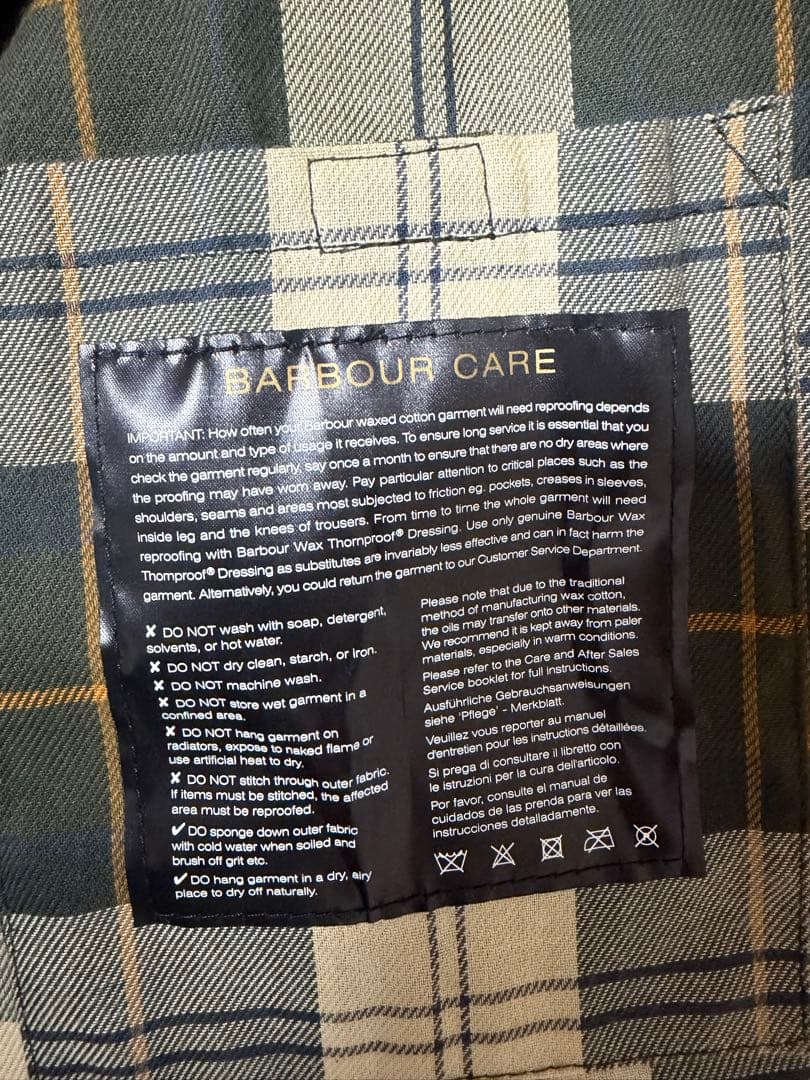 BARBOUR CARE
IMPORTANT: How often your Barbour waxed cotton garment will need reproofing depends
on the amount and type of usage it receives. To ensure long service it is essential that you
check the garment regularly, say once a month to ensure that there are no dry areas where
the proofing may have worn away. Pay particular attention to critical places such as the
shoulders, seams and areas most subjected to friction eg. pockets, creases in sleeves,
inside leg and the knees of trousers. From time to time the whole garment will need
reproofing with Barbour Wax Thornproof® Dressing. Use only genuine Barbour Wax
Thornproof® Dressing as substitutes are invariably less effective and can in fact harm the
garment. Alternatively, you could return the garment to our Customer Service Department.
✘ DO NOT wash with soap, detergent,
solvents, or hot water.
✘ DO NOT dry clean, starch, or iron.
✘ DO NOT machine wash.
✘ DO NOT store wet garment in a
confined area.
✘ DO NOT hang garment on
radiators, expose to naked flame or
use artificial heat to dry.
✘ DO NOT stitch through outer fabric.
If items must be stitched, the affected
area must be reproofed.
✔ DO sponge down outer fabric
with cold water when soiled and
brush off grit etc.
✔ DO hang garment in a dry, airy
place to dry off naturally.
Please note that due to the traditional
method of manufacturing wax cotton,
the oils may transfer onto other materials.
We recommend it is kept away from paler
materials, especially in warm conditions.
Please refer to the Care and After Sales
Service booklet for full instructions.
Ausführliche Gebrauchsanweisungen
siehe 'Pflege' - Merkblatt.
Veuillez vous reporter au manuel
d'entretien pour les instructions détaillées.
Si prega di consultare il libretto con
le istruzioni per la cura dell'articolo.
Por favor, consulte el manual de
cuidados de las prenda para ver las
instrucciones detalladamente.